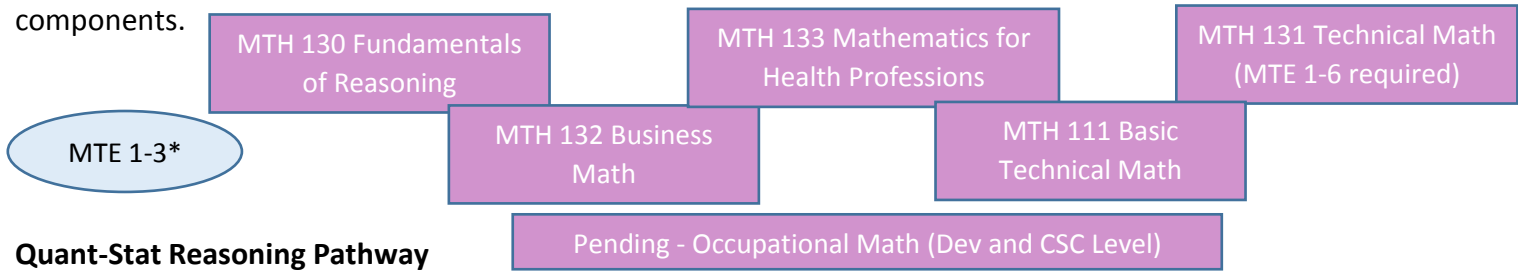 components.
MTH 130 Fundamentals
of Reasoning
MTH 133 Mathematics for
Health Professions
MTH 131 Technical Math
(MTE 1-6 required)
MTE 1-3*
MTH 132 Business
Math
MTH 111 Basic
Technical Math
Pending - Occupational Math (Dev and CSC Level)
Quant-Stat Reasoning Pathway